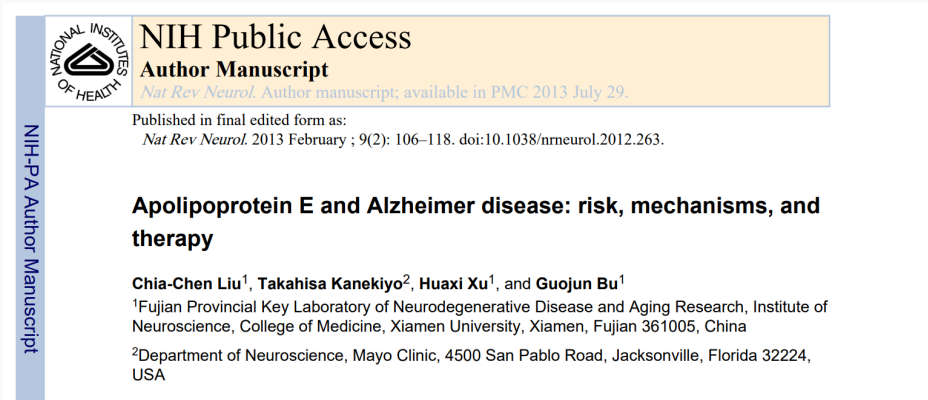 NATIONAL INSTITUTES OF HEALTH
NIH Public Access
Author Manuscript
Nat Rev Neurol. Author manuscript; available in PMC 2013 July 29.
Published in final edited form as:
Nat Rev Neurol. 2013 February ; 9(2): 106–118. doi:10.1038/nrneurol.2012.263.
NIH-PA Author Manuscript
Apolipoprotein E and Alzheimer disease: risk, mechanisms, and
therapy
Chia-Chen Liu1, Takahisa Kanekiyo2, Huaxi Xu1, and Guojun Bu1
1Fujian Provincial Key Laboratory of Neurodegenerative Disease and Aging Research, Institute of
Neuroscience, College of Medicine, Xiamen University, Xiamen, Fujian 361005, China
2Department of Neuroscience, Mayo Clinic, 4500 San Pablo Road, Jacksonville, Florida 32224,
USA